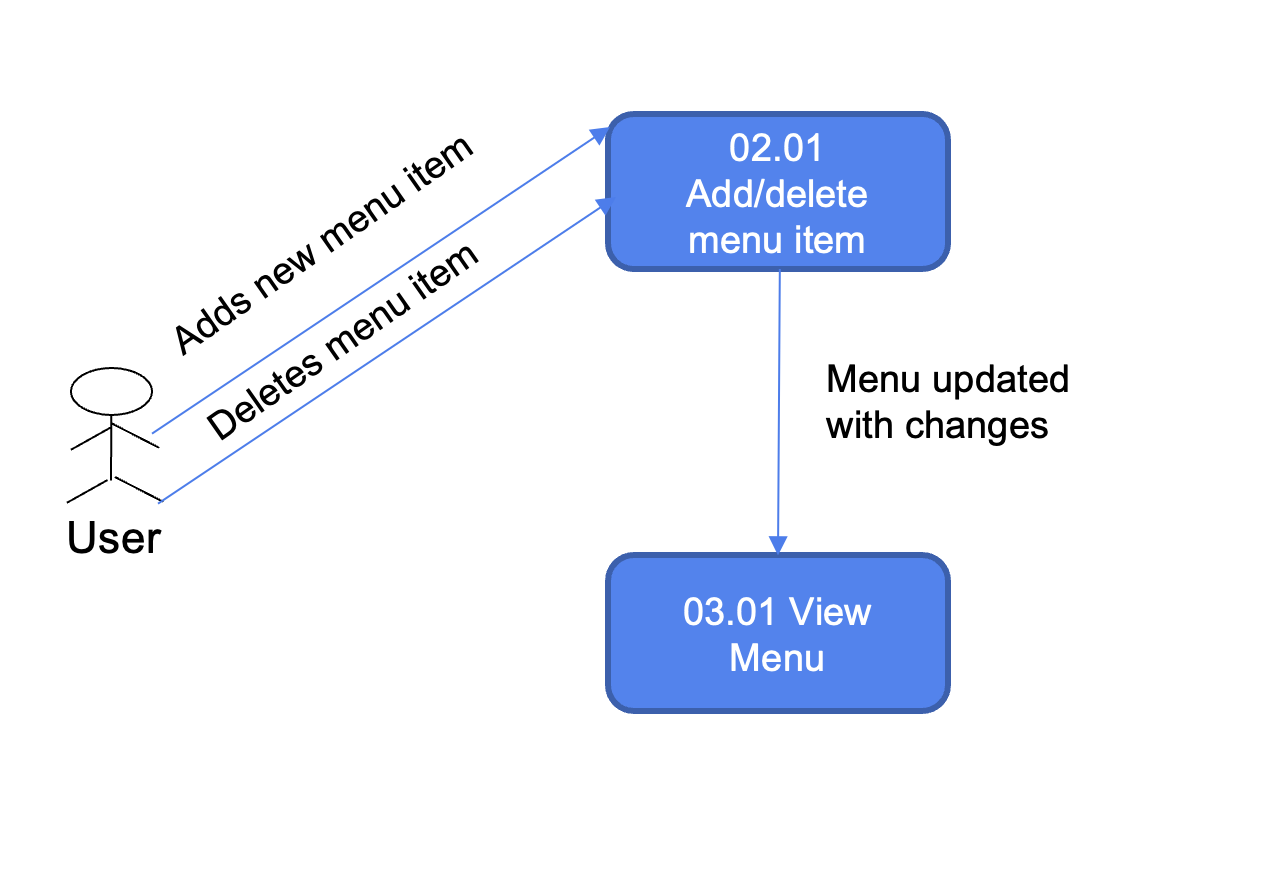 Adds new menu item
Deletes menu item
User
02.01
Add/delete
menu item
Menu updated
with changes
03.01 View
Menu